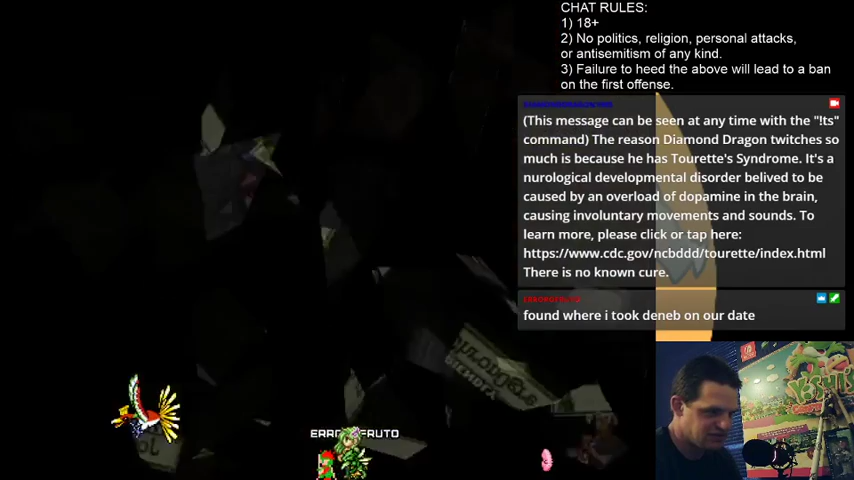 CHAT RULES:
1) 18+
2) No politics, religion, personal attacks,
or antisemitism of any kind.
3) Failure to heed the above will lead to a ban
on the first offense.
(This message can be seen at any time with the "!ts"
command) The reason Diamond Dragon twitches so
much is because he has Tourette's Syndrome. It's a
nurological developmental disorder belived to be
caused by an overload of dopamine in the brain,
causing involuntary movements and sounds. To
learn more, please click or tap here:
https://www.cdc.gov/ncbddd/tourette/index.html
There is no known cure.
found where i took deneb on our date